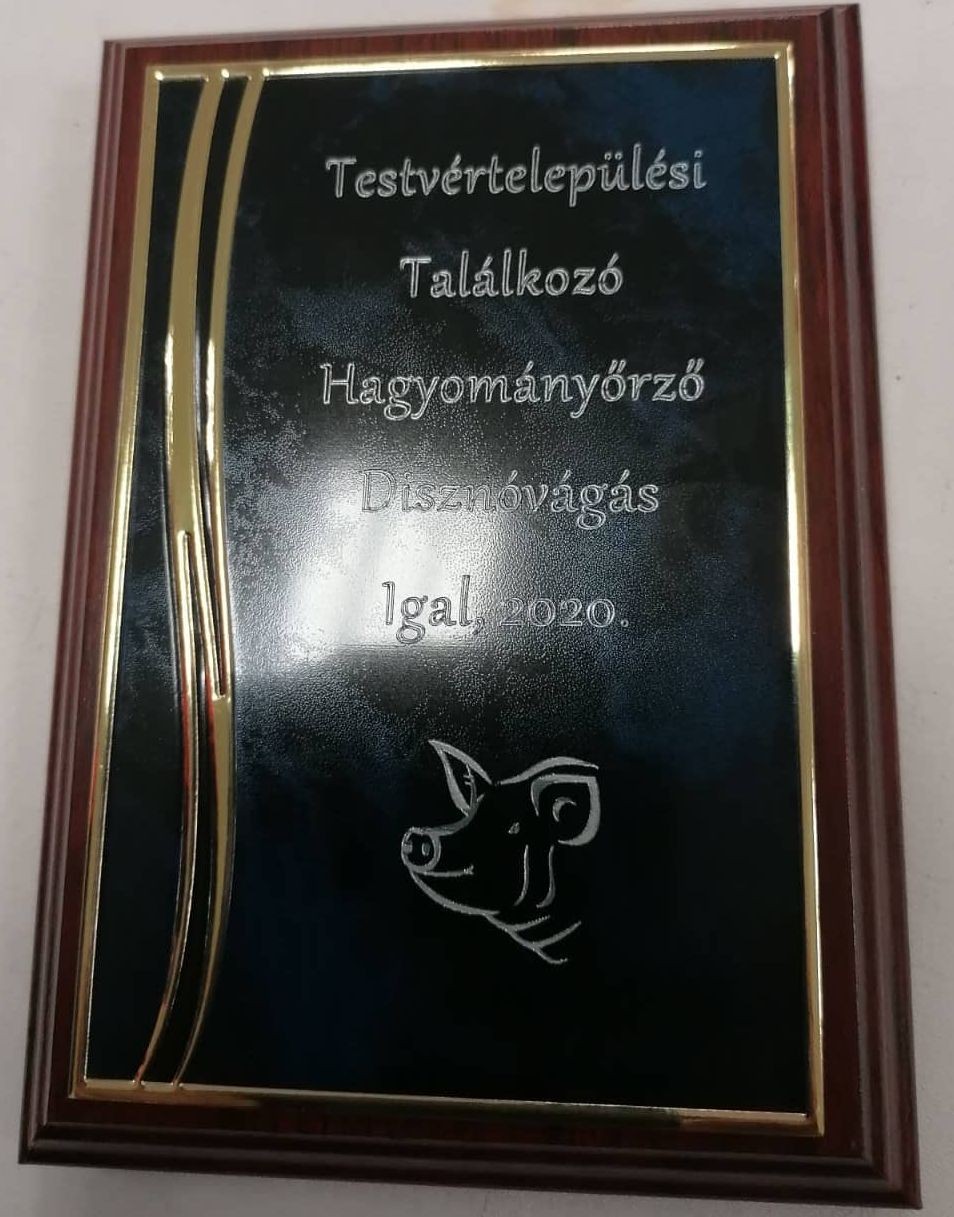 Testvértelepülési
Találkozó
Hagyományőrző
Disznóvágás
Igal, 2020.